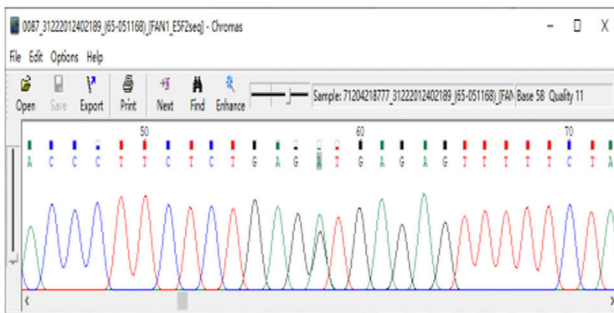 0087_31222012402189_(65-051168)_[FAN1_E5F2seq] - Chromas
File Edit Options Help
Open Save Export Print Next Find Enhance Sample: 71204218777_31222012402189_(65-051168)_[FAN Base 58 Quality 11
50 60 70
A C C C T T C T C T G A G A T G A G A G T T T T T C T A